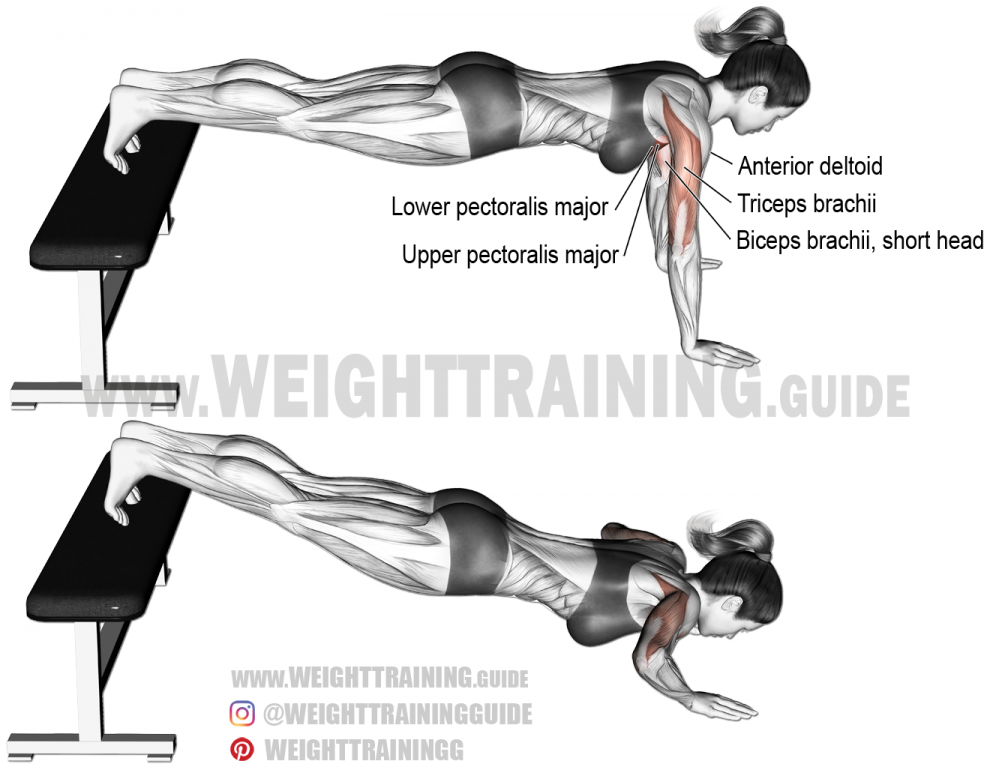 Anterior deltoid
Lower pectoralis major
Triceps brachii
Upper pectoralis major
Biceps brachii, short head
www.WEIGHTTRAINING.GUIDE
www.WEIGHTTRAINING.GUIDE
@WEIGHTTRAININGGUIDE
WEIGHTTRAININGG